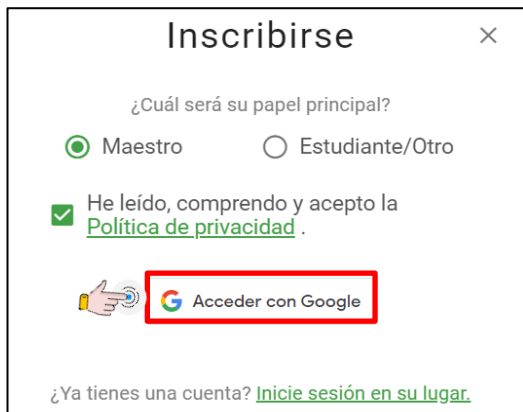 Inscribirse
¿Cuál será su papel principal?
Maestro Estudiante/Otro
He leído, comprendo y acepto la
Política de privacidad .
Acceder con Google
¿Ya tienes una cuenta? Inicie sesión en su lugar.